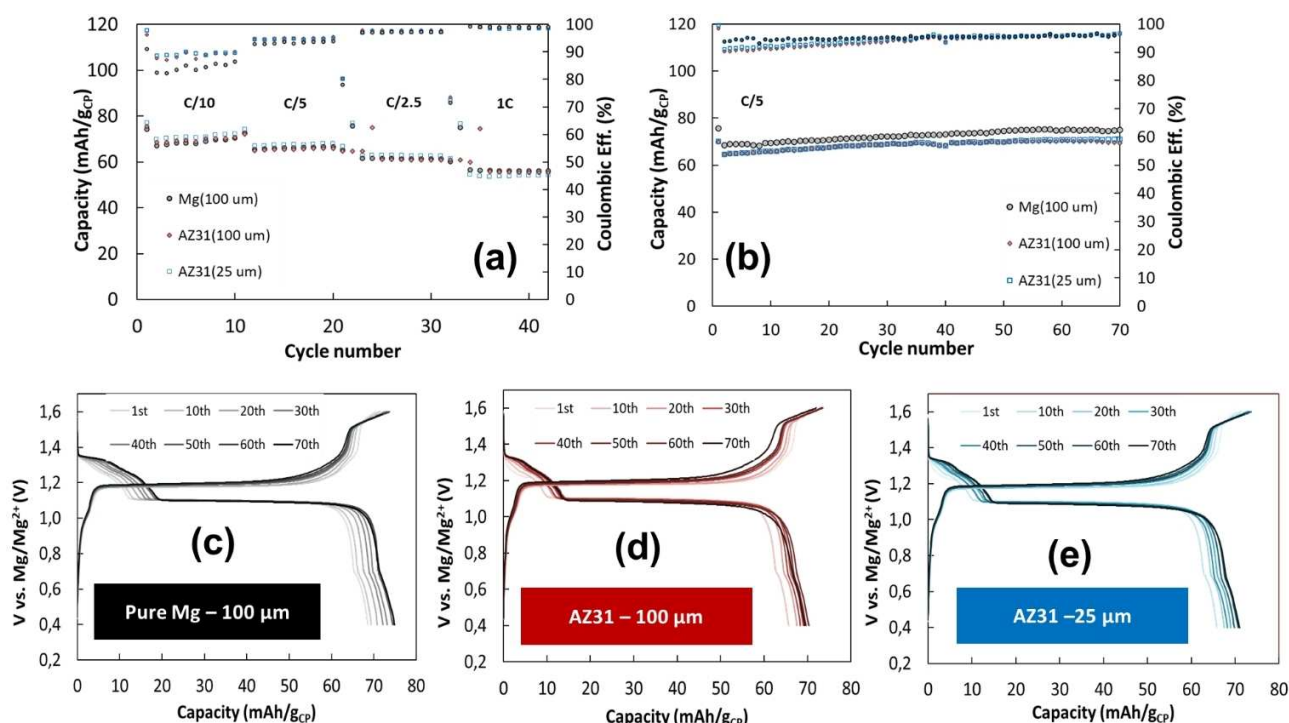 120
100
80
60
40
20
0
Capacity (mAh/gCP)
C/10
C/5
C/2.5
1C
Mg(100 um)
AZ31(100 um)
AZ31(25 um)
(a)
100
90
80
70
60
50
40
30
20
10
0
Coulombic Eff. (%)
0
10
20
30
40
Cycle number
120
100
80
60
40
20
0
Capacity (mAh/gCP)
C/5
Mg(100 um)
AZ31(100 um)
AZ31(25 um)
(b)
100
90
80
70
60
50
40
30
20
10
0
Coulombic Eff. (%)
0 10 20 30 40 50 60 70
Cycle number
V vs. Mg/Mg2+ (V)
1,6
1,4
1.2
1.0
0,8
0,6
0,4
0,2
1st 10th 20th 30th
40th 50th 60th 70th
(c)
Pure Mg – 100 µm
0 10 20 30 40 50 60 70 80
Capacity (mAh/gCP)
V vs. Mg/Mg2+ (V)
1,6
1,4
1.2
1.0
0,8
0,6
0,4
0,2
1st 10th 20th 30th
40th 50th 60th 70th
(d)
AZ31 – 100 µm
0 10 20 30 40 50 60 70 80
Capacity (mAh/gCP)
V vs. Mg/Mg2+ (V)
1,6
1,4
1.2
1.0
0,8
0,6
0,4
0,2
1st 10th 20th 30th
40th 50th 60th 70th
(e)
AZ31 –25 µm
0 10 20 30 40 50 60 70 80
Capacity (mAh/gCP)